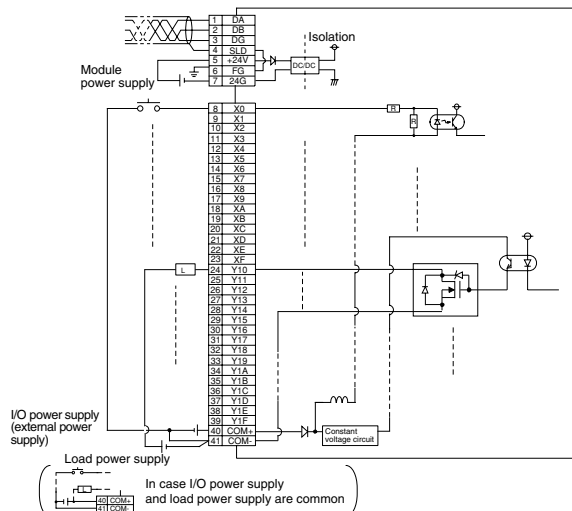 1 DA
2 DB
3 DG
4 SLD
5 +24V
6 FG
7 24G
Isolation
DC/DC
Module
power supply
8 X0
9 X1
10 X2
11 X3
12 X4
13 X5
14 X6
15 X7
16 X8
17 X9
18 XA
19 XB
20 XC
21 XD
22 XE
23 XF
24 Y10
25 Y11
26 Y12
27 Y13
28 Y14
29 Y15
30 Y16
31 Y17
32 Y18
33 Y19
34 Y1A
35 Y1B
36 Y1C
37 Y1D
38 Y1E
39 Y1F
40 COM+
41 COM-
R
R
L
I/O power supply
(external power
supply)
Constant
voltage circuit
Load power supply
L
40 COM+
41 COM-
In case I/O power supply
and load power supply are common